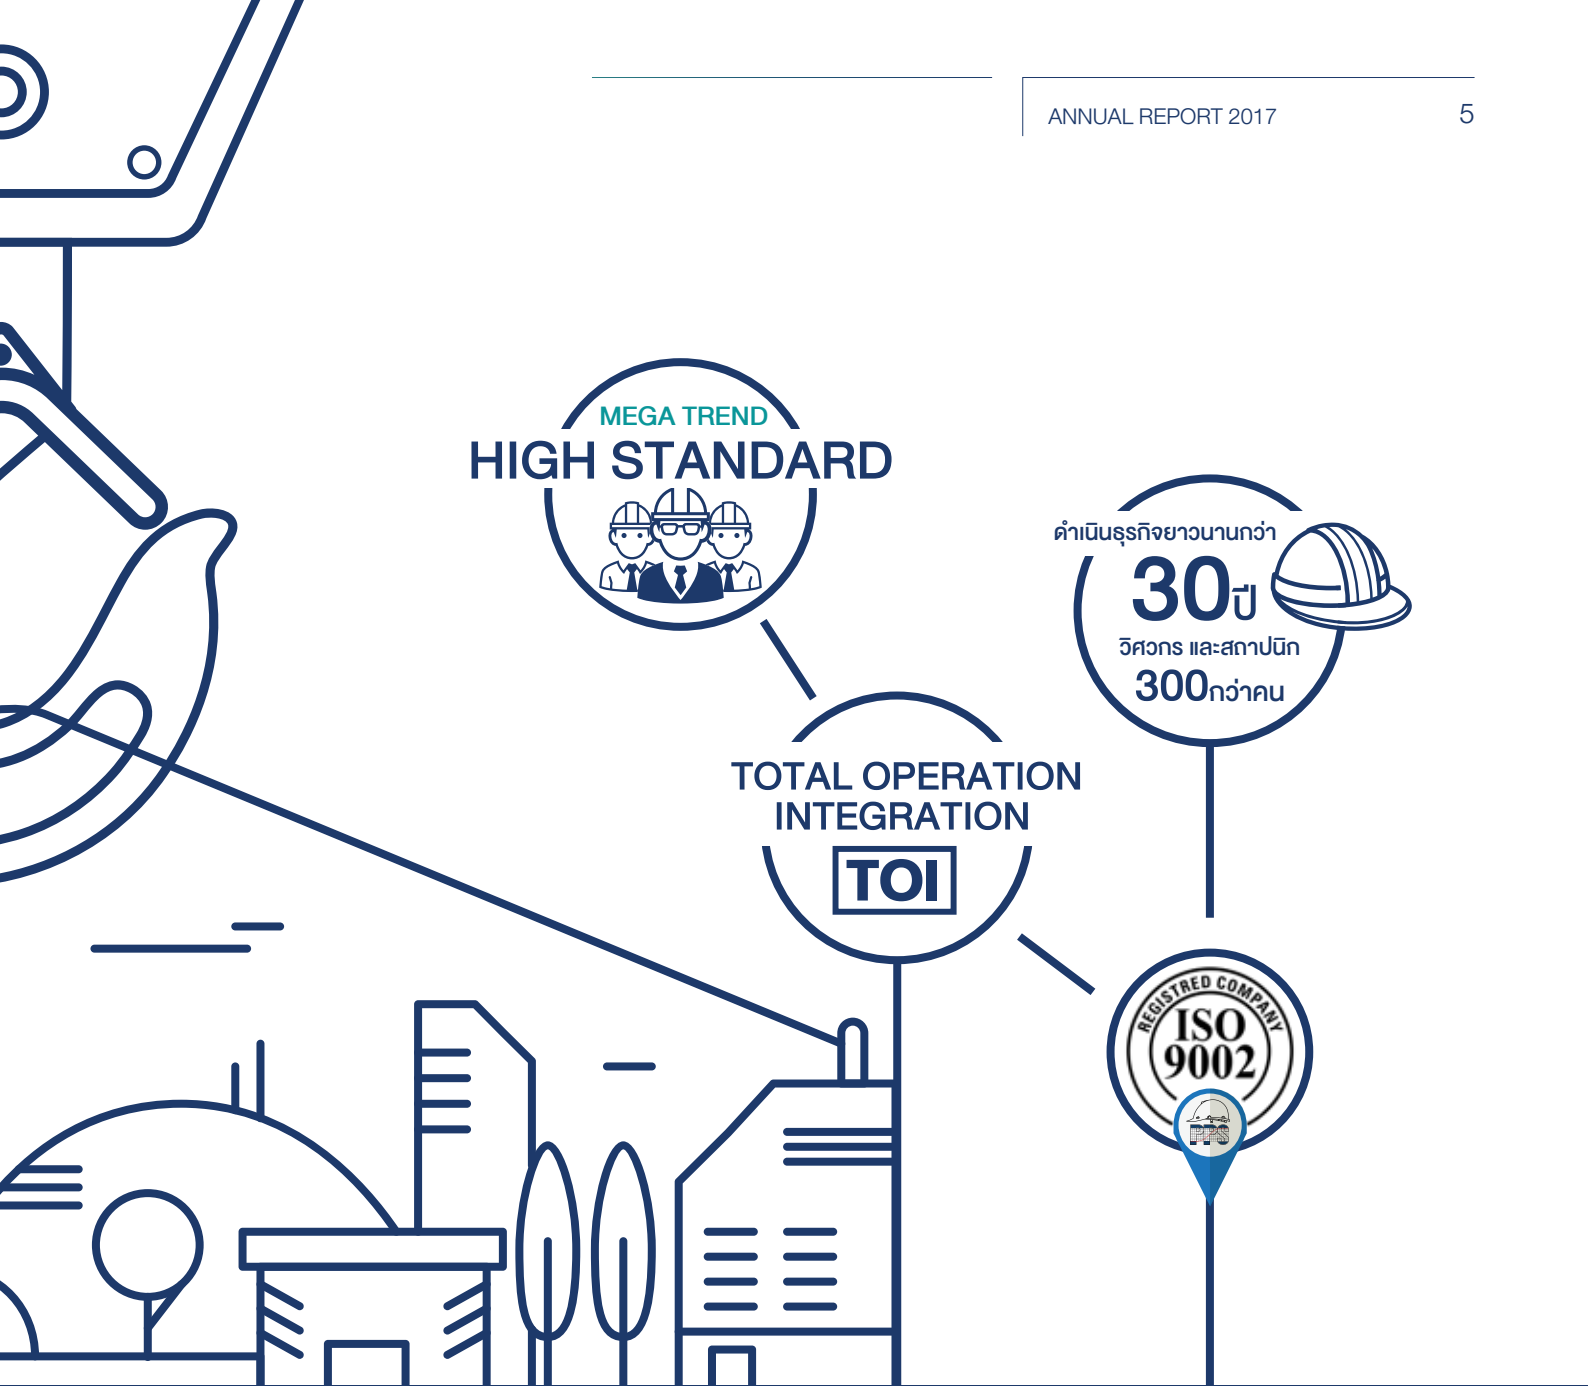 ANNUAL REPORT 2017 5
MEGA TREND
HIGH STANDARD
ดำเนินธุรกิจยาวนานกว่า
30ปี
วิศวกร และสถาปนิก
300กว่าคน
TOTAL OPERATION
INTEGRATION
TOI
REGISTRED COMPANY
ISO
9002
PPS